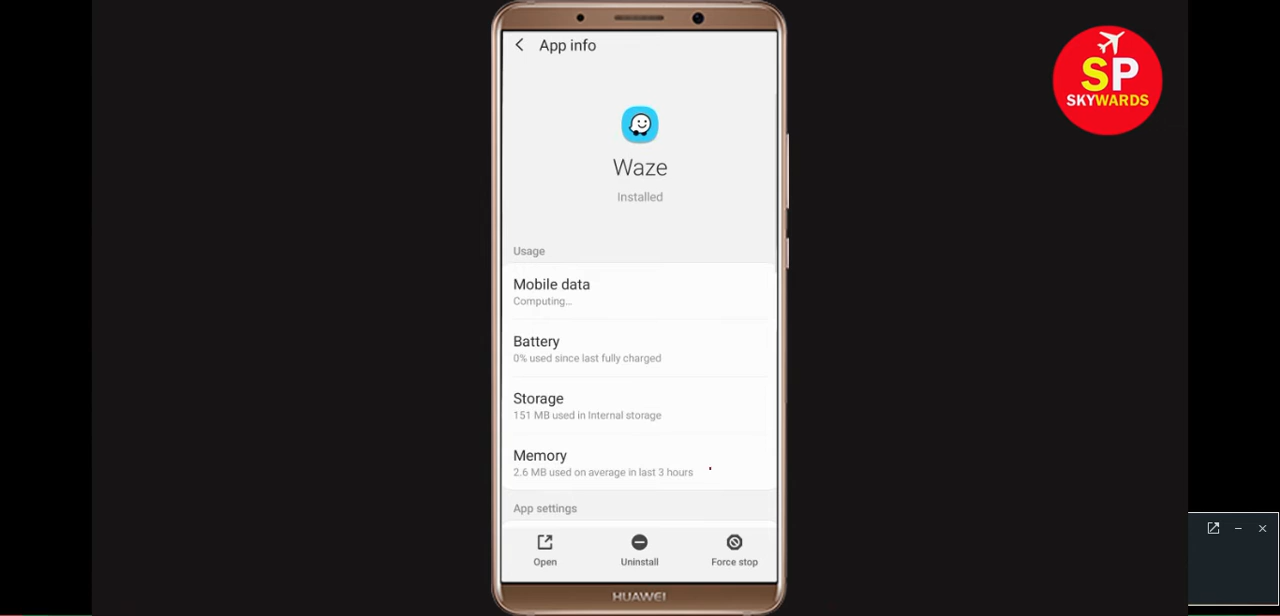 App info
SP
SKYWARDS
Waze
Installed
Usage
Mobile data
Computing...
Battery
0% used since last fully charged
Storage
151 MB used in Internal storage
Memory
2.6 MB used on average in last 3 hours
App settings
Open
Uninstall
Force stop
HUAWEI